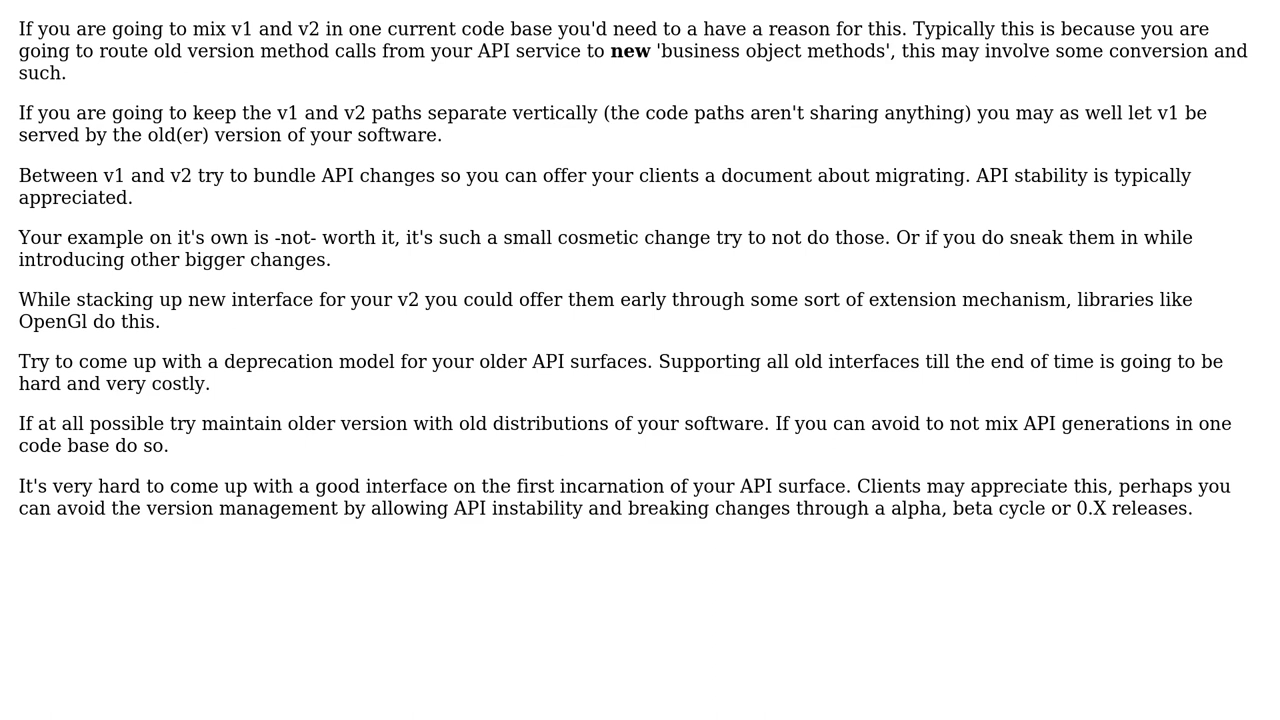 If you are going to mix v1 and v2 in one current code base you'd need to a have a reason for this. Typically this is because you are
going to route old version method calls from your API service to new 'business object methods', this may involve some conversion and
such.
If you are going to keep the v1 and v2 paths separate vertically (the code paths aren't sharing anything) you may as well let v1 be
served by the old(er) version of your software.
Between v1 and v2 try to bundle API changes so you can offer your clients a document about migrating. API stability is typically
appreciated.
Your example on it's own is -not- worth it, it's such a small cosmetic change try to not do those. Or if you do sneak them in while
introducing other bigger changes.
While stacking up new interface for your v2 you could offer them early through some sort of extension mechanism, libraries like
OpenGl do this.
Try to come up with a deprecation model for your older API surfaces. Supporting all old interfaces till the end of time is going to be
hard and very costly.
If at all possible try maintain older version with old distributions of your software. If you can avoid to not mix API generations in one
code base do so.
It's very hard to come up with a good interface on the first incarnation of your API surface. Clients may appreciate this, perhaps you
can avoid the version management by allowing API instability and breaking changes through a alpha, beta cycle or 0.X releases.